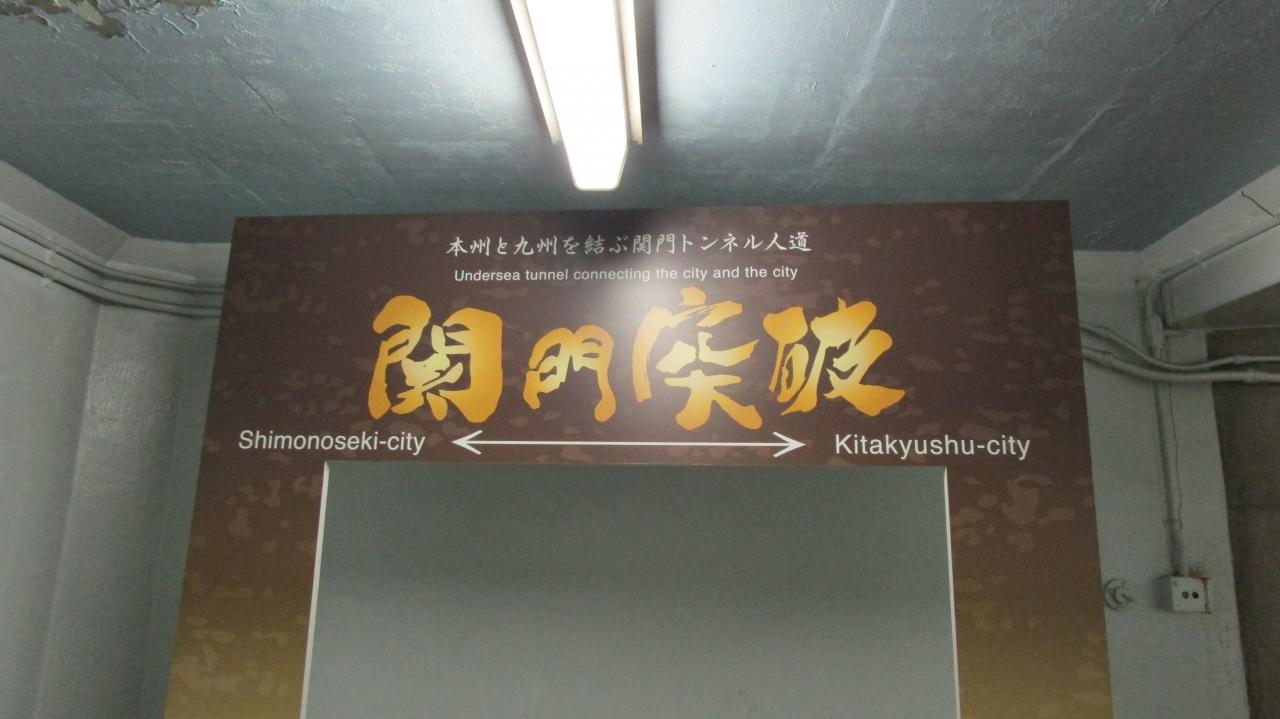 本州と九州を結ぶ関門トンネル人道
Undersea tunnel connecting the city and the city
関門突破
Shimonoseki-city Kitakyushu-city